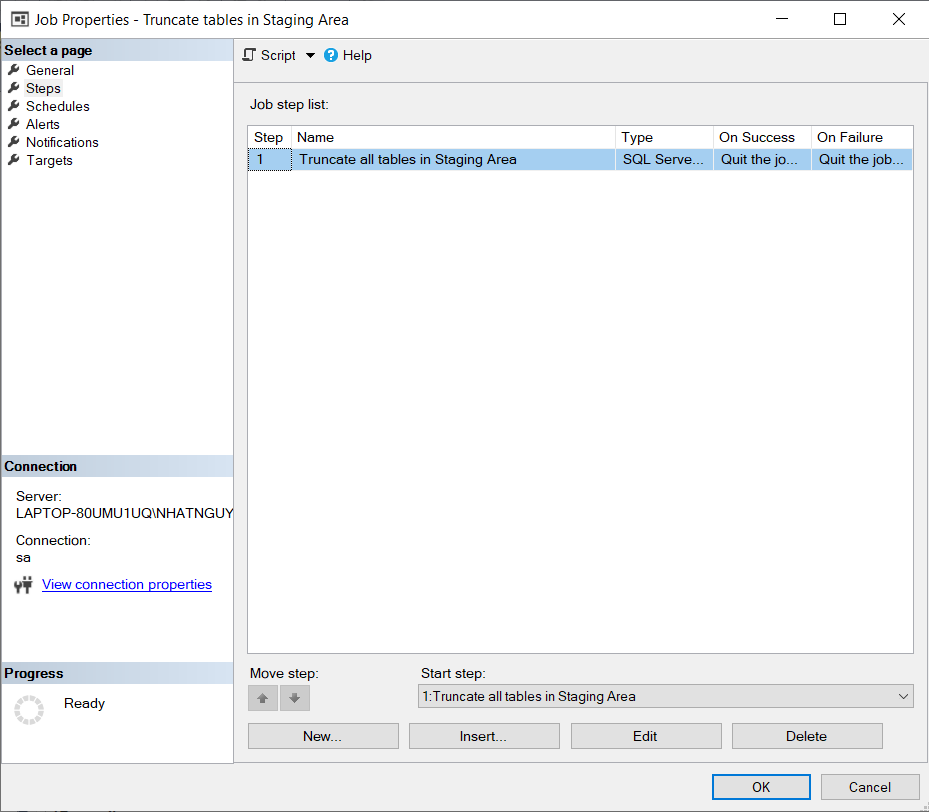 Job Properties - Truncate tables in Staging Area
Select a page
General
Steps
Schedules
Alerts
Notifications
Targets
Script
Help
Job step list:
Step Name Type On Success On Failure
1 Truncate all tables in Staging Area SQL Serve... Quit the jo... Quit the job...
Connection
Server:
LAPTOP-80UMU1UQ\NHATNGUY
Connection:
sa
View connection properties
Progress
Ready
Move step:
Start step:
1:Truncate all tables in Staging Area
New... Insert... Edit Delete
OK Cancel